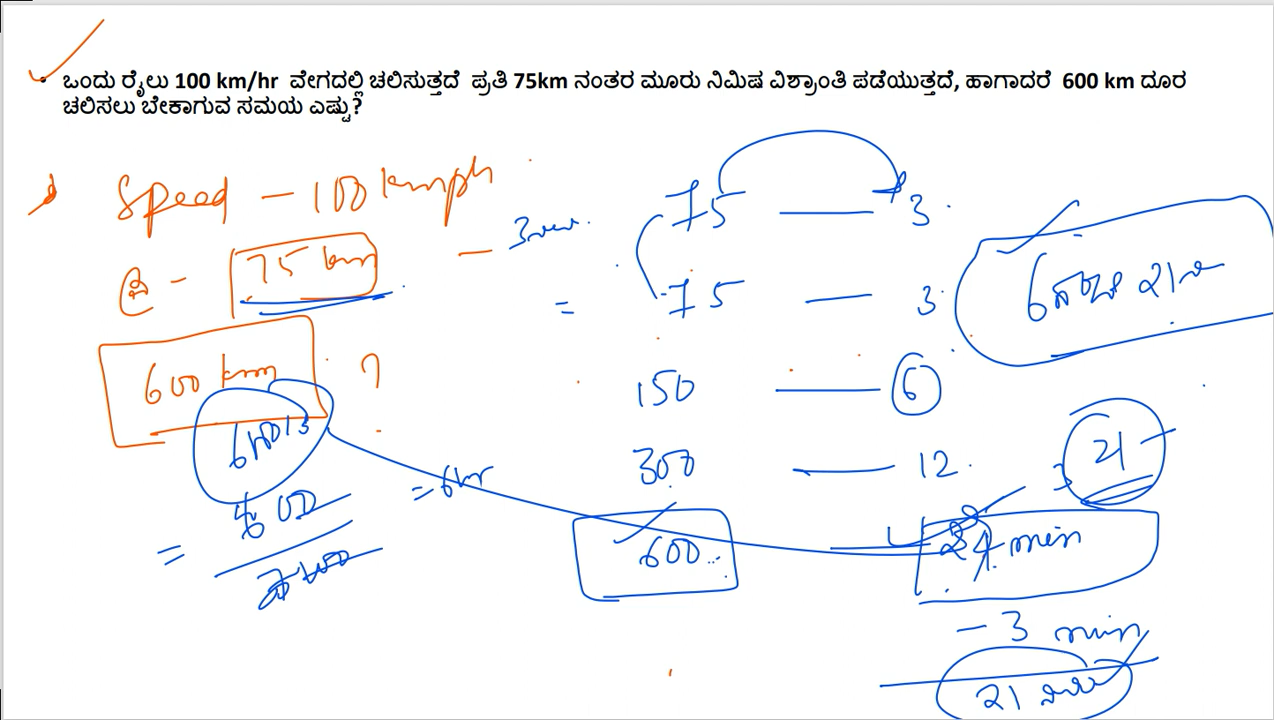 ಒಂದು ರೈಲು 100 km/hr ವೇಗದಲ್ಲಿ ಚಲಿಸುತ್ತದೆ ಪ್ರತಿ 75km ನಂತರ ಮೂರು ನಿಮಿಷ ವಿಶ್ರಾಂತಿ ಪಡೆಯುತ್ತದೆ, ಹಾಗಾದರೆ 600 km ದೂರ
ಚಲಿಸಲು ಬೇಕಾಗುವ ಸಮಯ ಎಷ್ಟು?
Speed - 100 kmph
75 km - 3
600 km ?
= 6hr
75 — 3
= 75 — 3
150 — 6
300 — 12
21
600 — 24 min
- 3 min
21